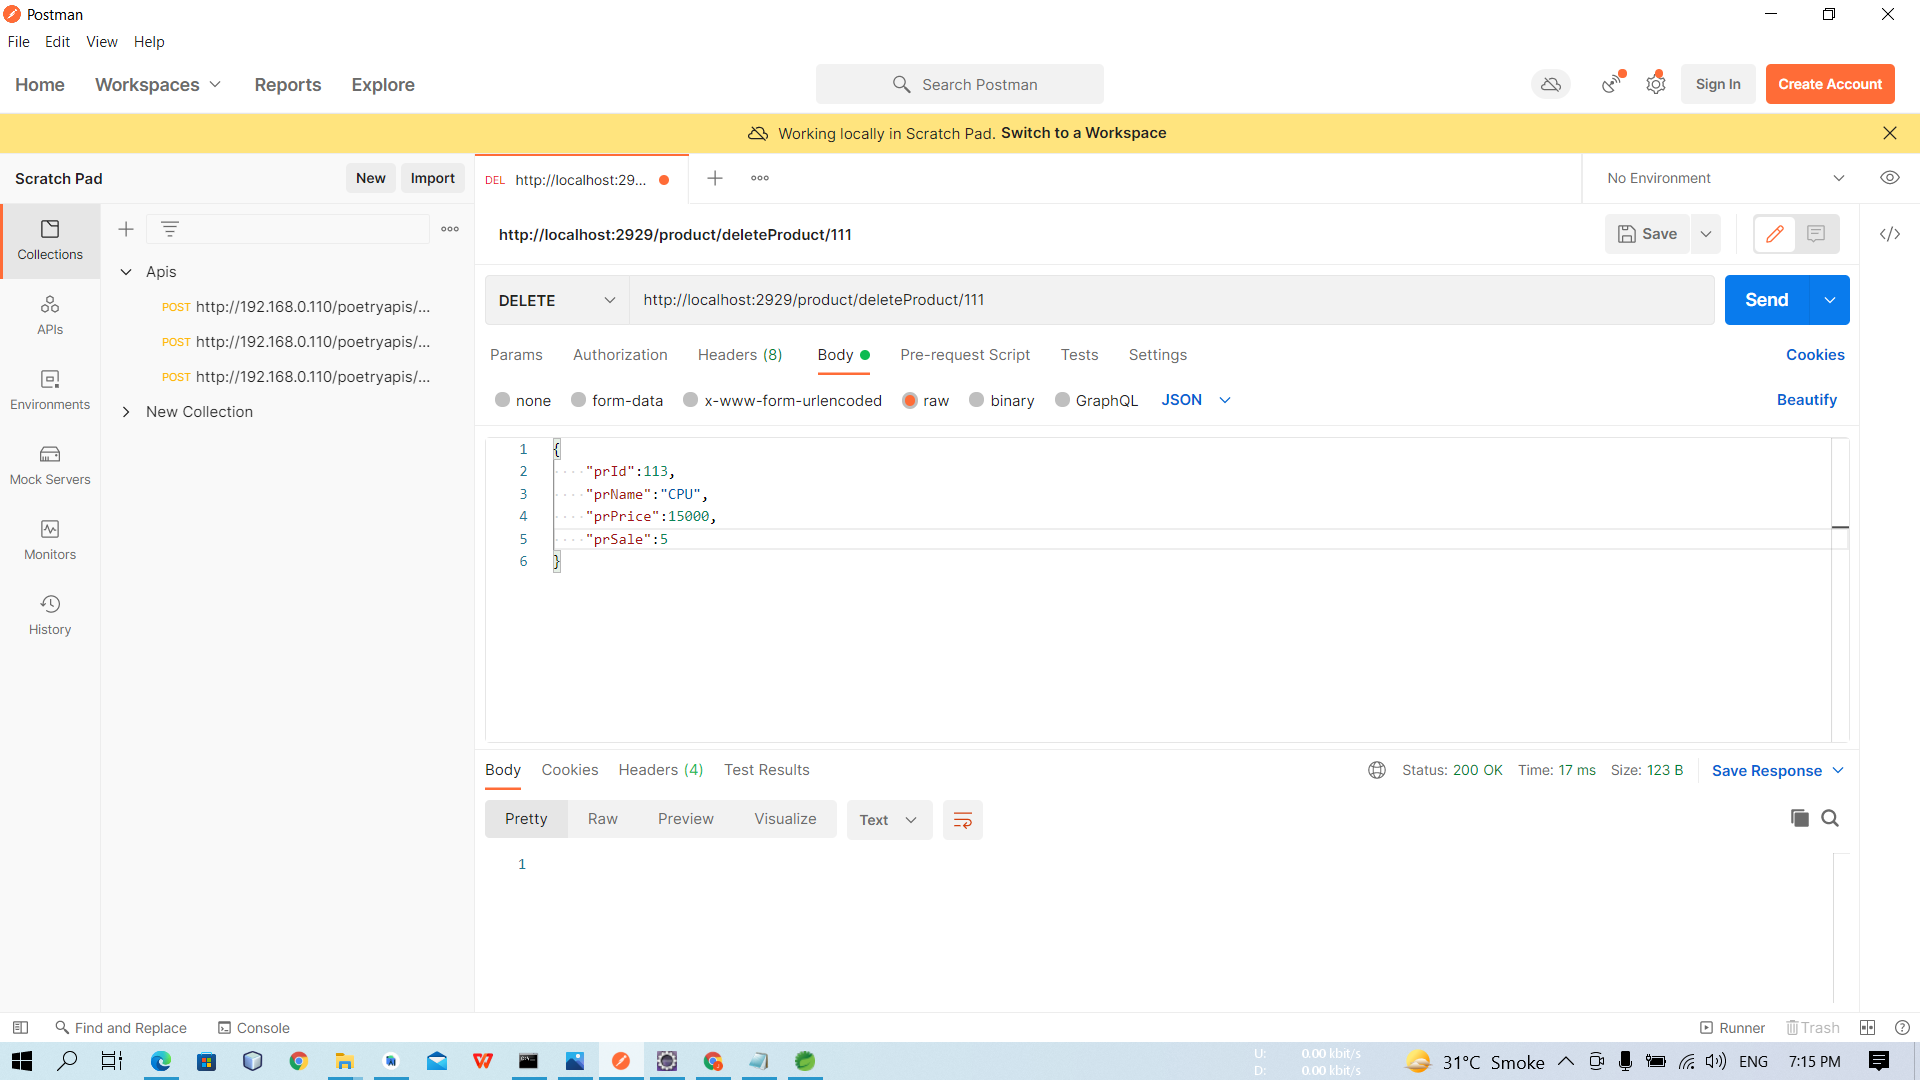 Postman
File Edit View Help
Home Workspaces Reports Explore
Search Postman
Sign In
Create Account
Working locally in Scratch Pad. Switch to a Workspace
Scratch Pad
New
Import
DEL http://localhost:29...
No Environment
Collections
APIs
Environments
Mock Servers
Monitors
History
Apis
POST http://192.168.0.110/poetryapis/...
POST http://192.168.0.110/poetryapis/...
POST http://192.168.0.110/poetryapis/...
New Collection
http://localhost:2929/product/deleteProduct/111
Save
DELETE
http://localhost:2929/product/deleteProduct/111
Send
Params Authorization Headers (8) Body Pre-request Script Tests Settings
Cookies
none form-data x-www-form-urlencoded raw binary GraphQL JSON
Beautify
1 {
2 "prId":113,
3 "prName":"CPU",
4 "prPrice":15000,
5 "prSale":5
6 }
Body Cookies Headers (4) Test Results
Status: 200 OK Time: 17 ms Size: 123 B
Save Response
Pretty Raw Preview Visualize
Text
1
Find and Replace
Console
Runner
Trash
U: 0.00 kbit/s
D: 0.00 kbit/s
31°C Smoke
ENG
7:15 PM